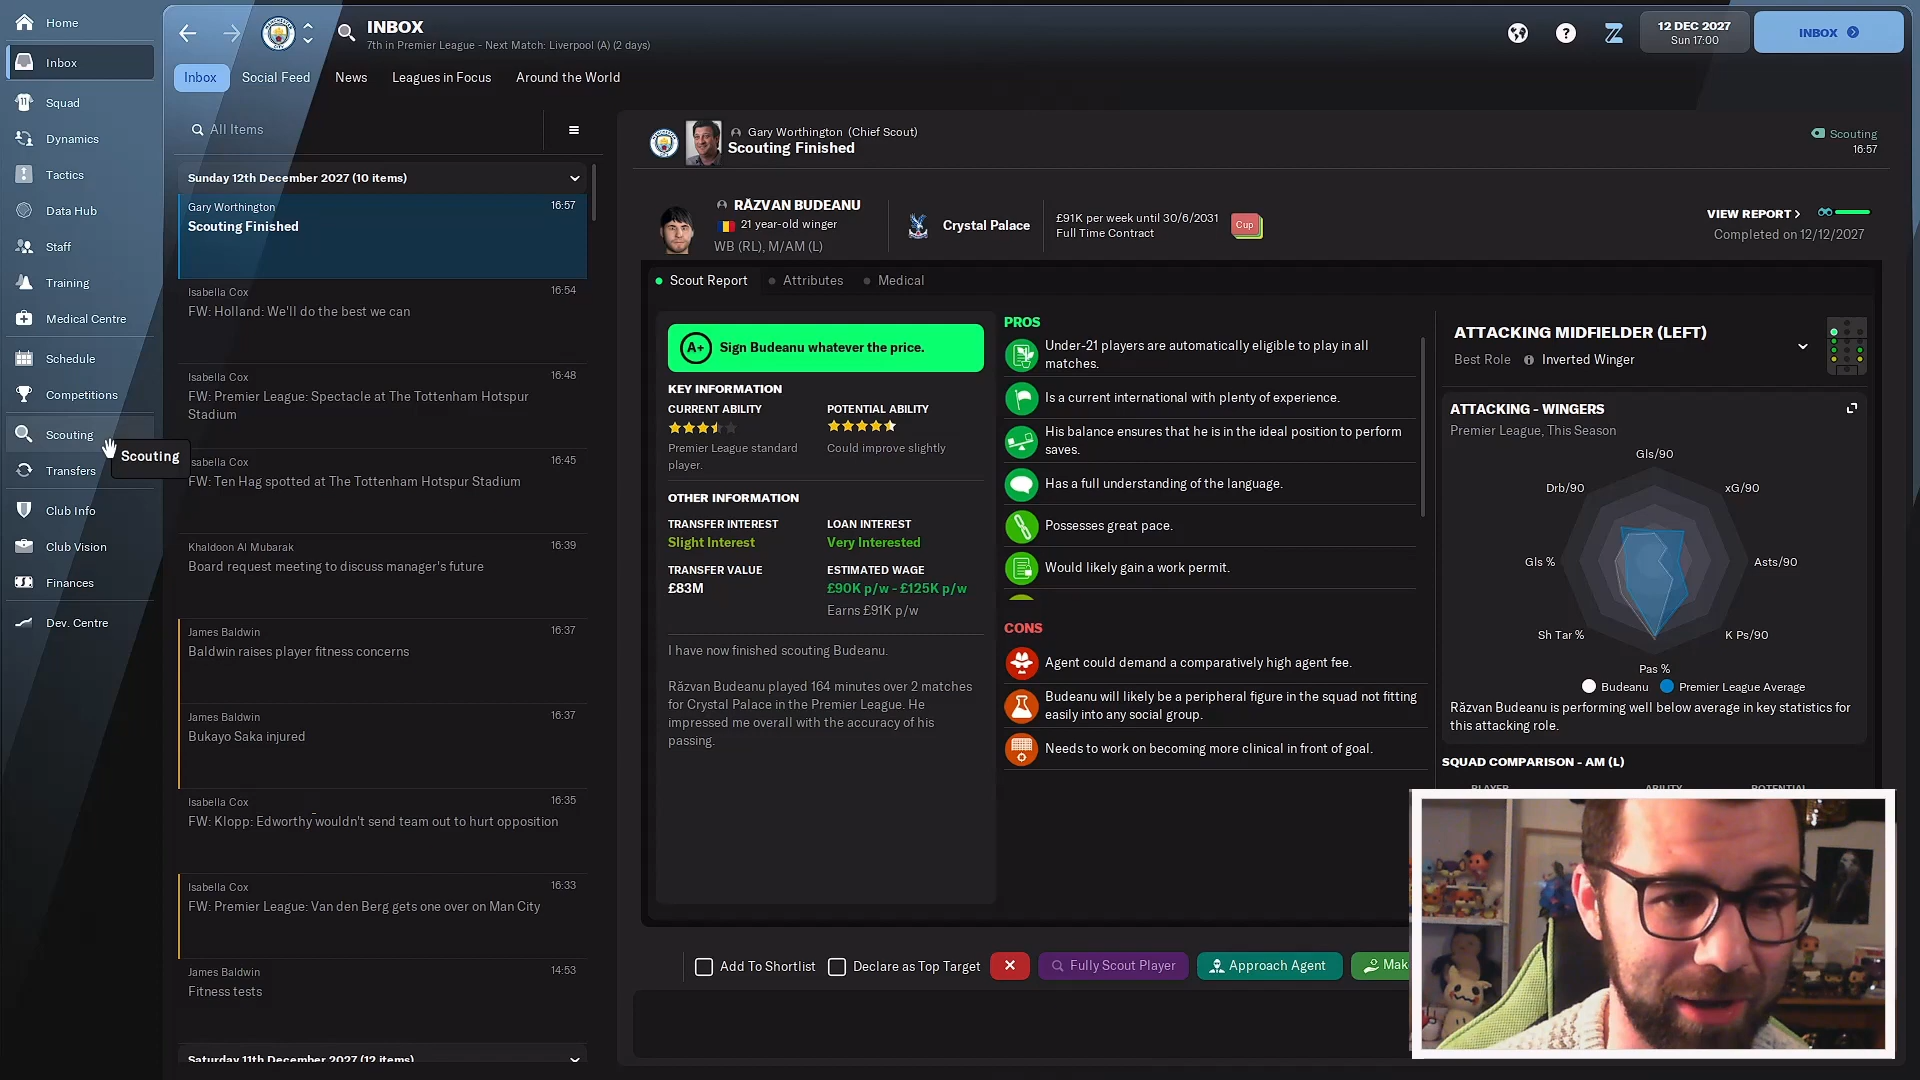 Home
Inbox
Squad
Dynamics
Tactics
Data Hub
Staff
Training
Medical Centre
Schedule
Competitions
Scouting
Scouting
Transfers
Club Info
Club Vision
Finances
Dev. Centre
INBOX
7th in Premier League - Next Match: Liverpool (A) (2 days)
12 DEC 2027
Sun 17:00
INBOX
Inbox
Social Feed
News
Leagues in Focus
Around the World
All Items
Sunday 12th December 2027 (10 items)
Gary Worthington
16:57
Scouting Finished
Isabella Cox
16:54
FW: Holland: We'll do the best we can
Isabella Cox
16:48
FW: Premier League: Spectacle at The Tottenham Hotspur
Stadium
sabella Cox
16:45
FW: Ten Hag spotted at The Tottenham Hotspur Stadium
Khaldoon Al Mubarak
16:39
Board request meeting to discuss manager's future
James Baldwin
16:37
Baldwin raises player fitness concerns
James Baldwin
16:37
Bukayo Saka injured
Isabella Cox
16:35
FW: Klopp: Edworthy wouldn't send team out to hurt opposition
Isabella Cox
16:33
FW: Premier League: Van den Berg gets one over on Man City
James Baldwin
14:53
Fitness tests
Saturday 11th December 2027 (12 items)
Gary Worthington (Chief Scout)
Scouting Finished
Scouting
16:57
RĂZVAN BUDEANU
21 year-old winger
WB (RL), M/AM (L)
Crystal Palace
£91K per week until 30/6/2031
Full Time Contract
Cup
VIEW REPORT >
Completed on 12/12/2027
Scout Report
Attributes
Medical
A+ Sign Budeanu whatever the price.
KEY INFORMATION
CURRENT ABILITY
POTENTIAL ABILITY
Premier League standard
player.
Could improve slightly
OTHER INFORMATION
TRANSFER INTEREST
LOAN INTEREST
Slight Interest
Very Interested
TRANSFER VALUE
ESTIMATED WAGE
£83M
£90K p/w - £125K p/w
Earns £91K p/w
I have now finished scouting Budeanu.
Răzvan Budeanu played 164 minutes over 2 matches
for Crystal Palace in the Premier League. He
impressed me overall with the accuracy of his
passing.
PROS
Under-21 players are automatically eligible to play in all
matches.
Is a current international with plenty of experience.
His balance ensures that he is in the ideal position to perform
saves.
Has a full understanding of the language.
Possesses great pace.
Would likely gain a work permit.
CONS
Agent could demand a comparatively high agent fee.
Budeanu will likely be a peripheral figure in the squad not fitting
easily into any social group.
Needs to work on becoming more clinical in front of goal.
ATTACKING MIDFIELDER (LEFT)
Best Role
Inverted Winger
ATTACKING - WINGERS
Premier League, This Season
Gls/90
Drb/90
xG/90
Gls %
Asts/90
Sh Tar %
K Ps/90
Pas %
Budeanu
Premier League Average
Răzvan Budeanu is performing well below average in key statistics for
this attacking role.
SQUAD COMPARISON - AM (L)
PLAYER
ABILITY
POTENTIAL
Add To Shortlist
Declare as Top Target
Fully Scout Player
Approach Agent
Mak